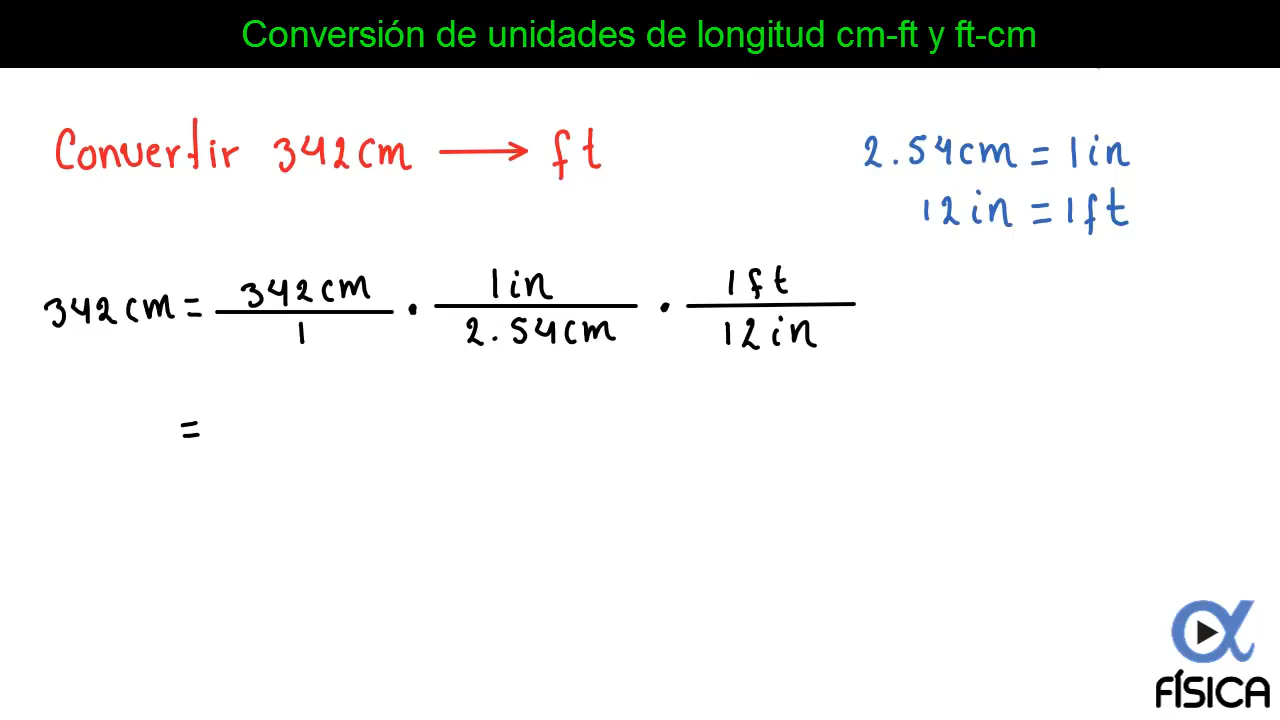 Conversión de unidades de longitud cm-ft y ft-cm
Convertir 342cm → ft
2.54cm = 1in
12in = 1ft
342cm = 342cm/1 · 1in/2.54cm · 1ft/12in
=
FÍSICA